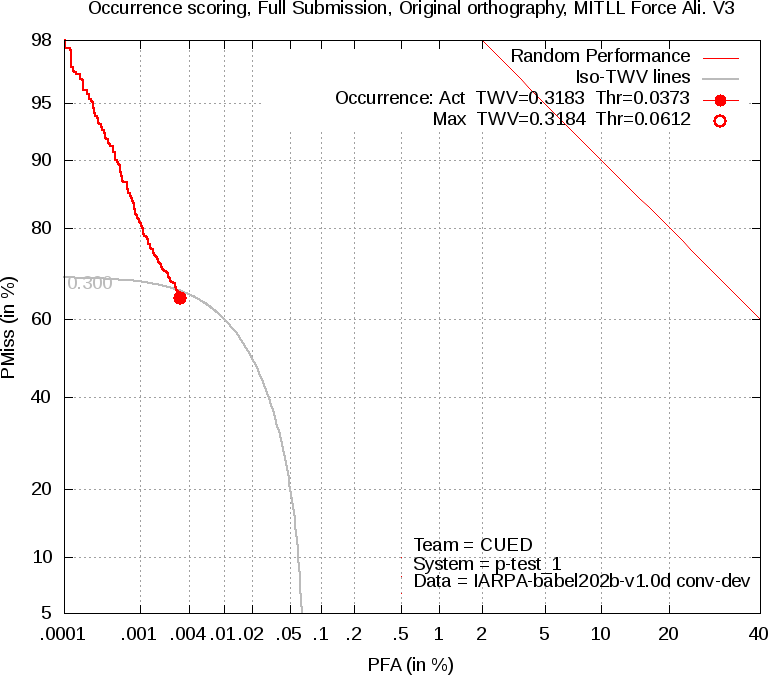 Occurrence scoring, Full Submission, Original orthography, MITLL Force Ali. V3
98
95
90
80
60
40
20
10
5
PMiss (in %)
Random Performance
Iso-TWV lines
Occurrence: Act TWV=0.3183 Thr=0.0373
Max TWV=0.3184 Thr=0.0612
0.300
Team = CUED
System = p-test_1
Data = IARPA-babel202b-v1.0d conv-dev
.0001 .001 .004 .01 .02 .05 .1 .2 .5 1 2 5 10 20 40
PFA (in %)